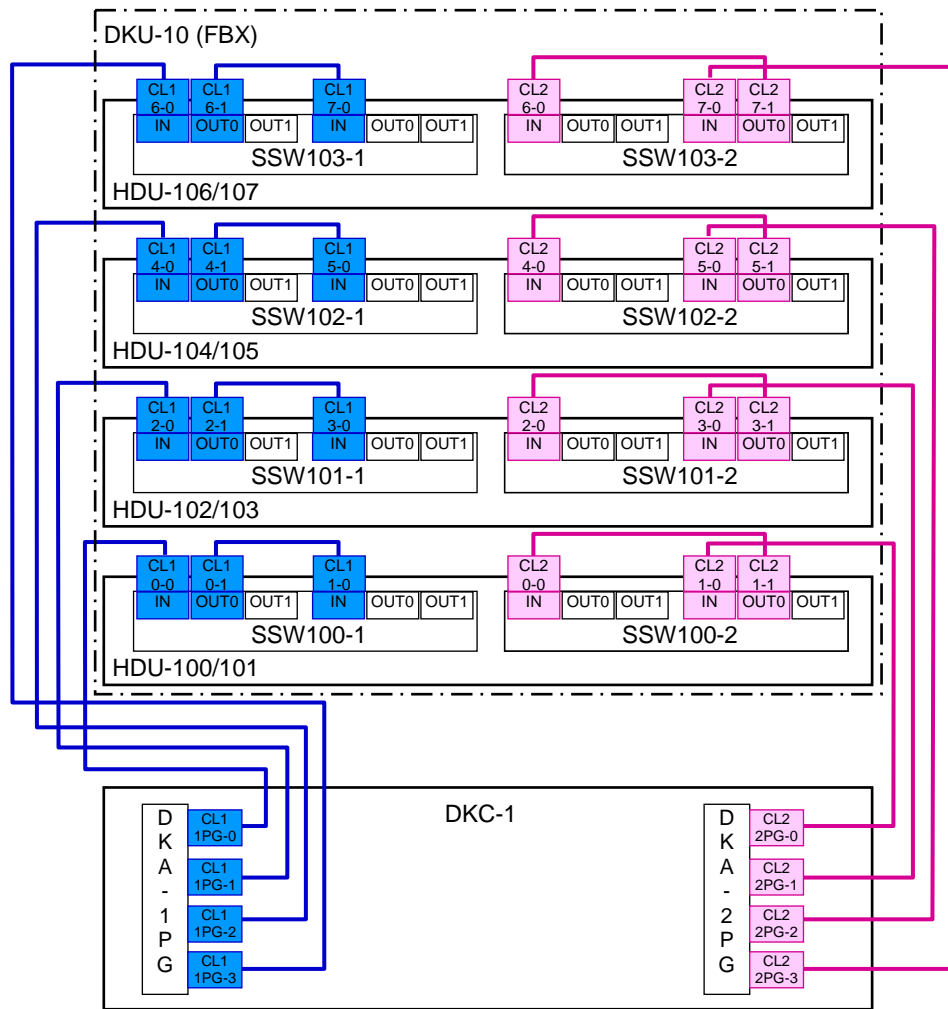 DKU-10 (FBX)
CL1 6-0 CL1 6-1 CL1 7-0 CL2 6-0 CL2 7-0 CL2 7-1
IN OUT0 OUT1 IN OUT0 OUT1 IN OUT0 OUT1 IN OUT0 OUT1
SSW103-1 SSW103-2
HDU-106/107
CL1 4-0 CL1 4-1 CL1 5-0 CL2 4-0 CL2 5-0 CL2 5-1
IN OUT0 OUT1 IN OUT0 OUT1 IN OUT0 OUT1 IN OUT0 OUT1
SSW102-1 SSW102-2
HDU-104/105
CL1 2-0 CL1 2-1 CL1 3-0 CL2 2-0 CL2 3-0 CL2 3-1
IN OUT0 OUT1 IN OUT0 OUT1 IN OUT0 OUT1 IN OUT0 OUT1
SSW101-1 SSW101-2
HDU-102/103
CL1 0-0 CL1 0-1 CL1 1-0 CL2 0-0 CL2 1-0 CL2 1-1
IN OUT0 OUT1 IN OUT0 OUT1 IN OUT0 OUT1 IN OUT0 OUT1
SSW100-1 SSW100-2
HDU-100/101
DKC-1
DKA-1PG
CL1 1PG-0
CL1 1PG-1
CL1 1PG-2
CL1 1PG-3
DKA-2PG
CL2 2PG-0
CL2 2PG-1
CL2 2PG-2
CL2 2PG-3